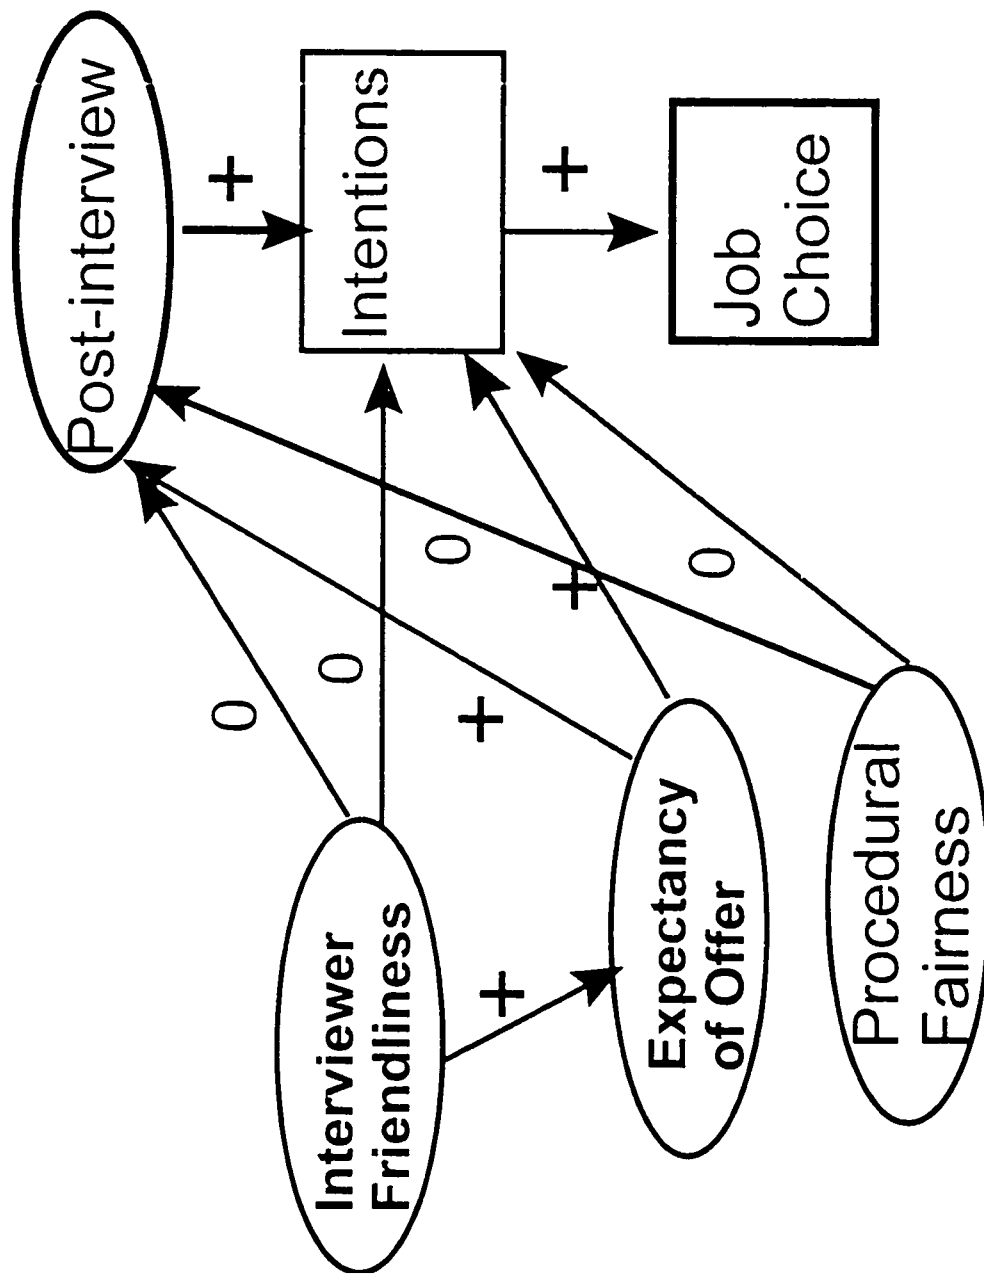 Post-interview
+
Intentions
+
Job
Choice
0
0
0
+
+
0
Interviewer
Friendliness
+
Expectancy
of Offer
Procedural
Fairness